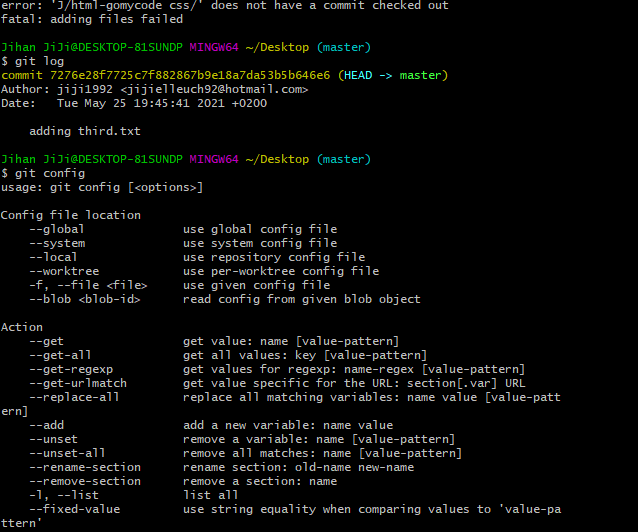 error: 'J/html-gomycode css/' does not have a commit checked out
fatal: adding files failed
Jihan JiJi@DESKTOP-81SUNDP MINGW64 ~/Desktop (master)
$ git log
commit 7276e28f7725c7f882867b9e18a7da53b5b646e6 (HEAD -> master)
Author: jiji1992 <jijielleuch92@hotmail.com>
Date:   Tue May 25 19:45:41 2021 +0200
    adding third.txt
Jihan JiJi@DESKTOP-81SUNDP MINGW64 ~/Desktop (master)
$ git config
usage: git config [<options>]
Config file location
    --global              use global config file
    --system              use system config file
    --local               use repository config file
    --worktree            use per-worktree config file
    -f, --file <file>     use given config file
    --blob <blob-id>      read config from given blob object
Action
    --get                 get value: name [value-pattern]
    --get-all             get all values: key [value-pattern]
    --get-regexp          get values for regexp: name-regex [value-pattern]
    --get-urlmatch        get value specific for the URL: section[.var] URL
    --replace-all         replace all matching variables: name value [value-patt
ern]
    --add                 add a new variable: name value
    --unset               remove a variable: name [value-pattern]
    --unset-all           remove all matches: name [value-pattern]
    --rename-section      rename section: old-name new-name
    --remove-section      remove a section: name
    -l, --list            list all
    --fixed-value         use string equality when comparing values to 'value-pa
ttern'